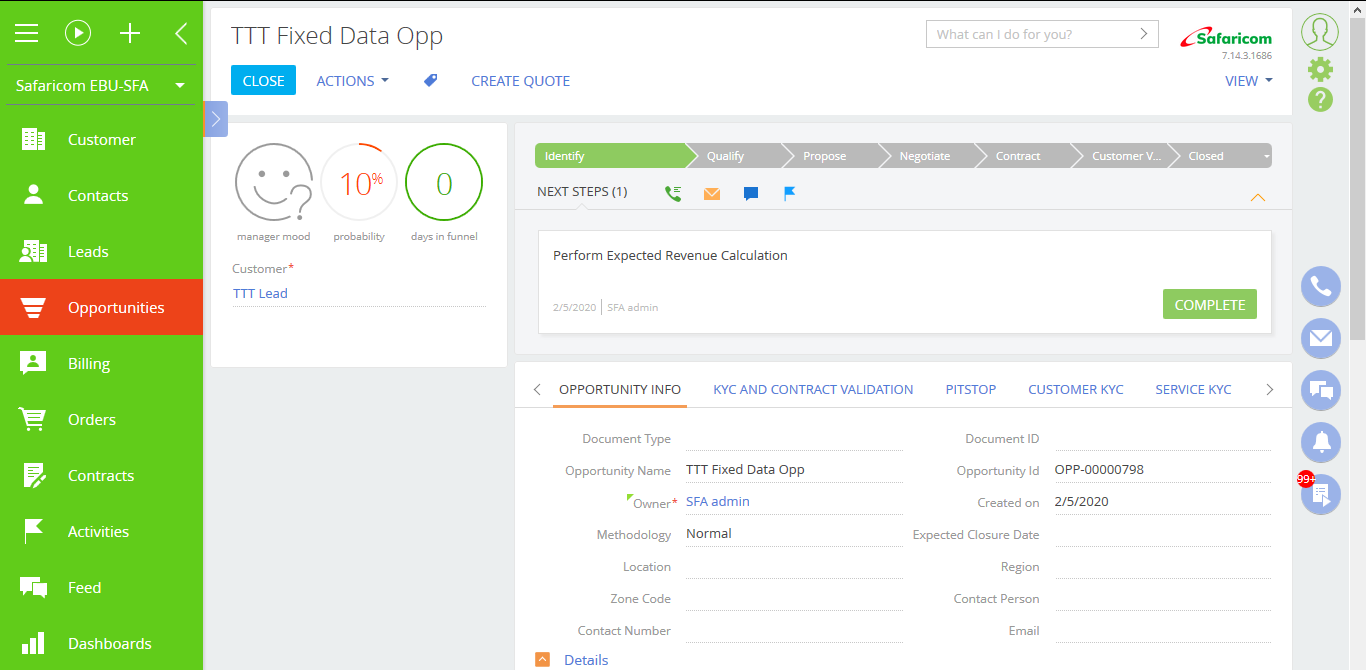 TTT Fixed Data Opp
What can I do for you?
Safaricom
7.14.3.1686
CLOSE
ACTIONS
CREATE QUOTE
VIEW
Safaricom EBU-SFA
Customer
Contacts
Leads
Opportunities
Billing
Orders
Contracts
Activities
Feed
Dashboards
10%
0
manager mood
probability
days in funnel
Customer*
TTT Lead
Identify
Qualify
Propose
Negotiate
Contract
Customer V...
Closed
NEXT STEPS (1)
Perform Expected Revenue Calculation
2/5/2020
SFA admin
COMPLETE
OPPORTUNITY INFO
KYC AND CONTRACT VALIDATION
PITSTOP
CUSTOMER KYC
SERVICE KYC
Document Type
Document ID
Opportunity Name TTT Fixed Data Opp
Opportunity Id OPP-00000798
Owner* SFA admin
Created on 2/5/2020
Methodology Normal
Expected Closure Date
Location
Region
Zone Code
Contact Person
Contact Number
Email
Details
?
99+